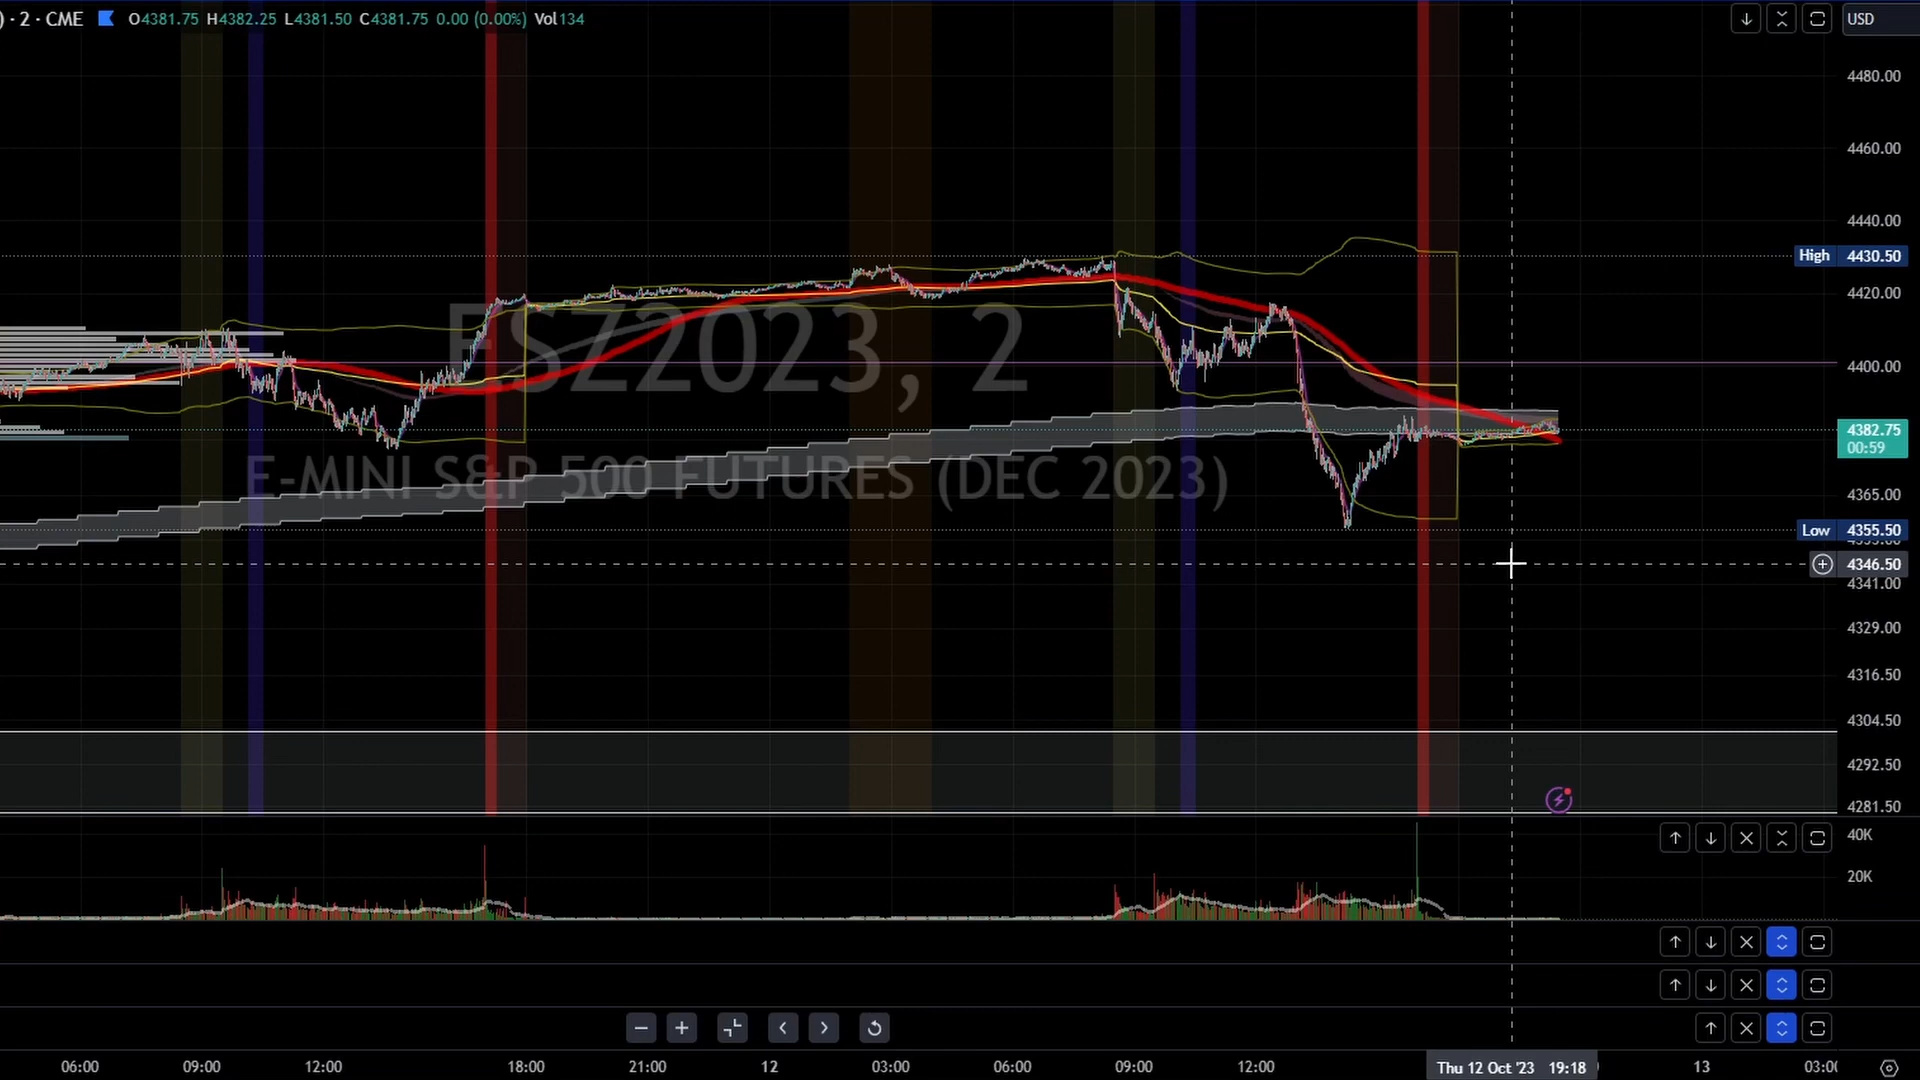 ) · 2 · CME O4381.75 H4382.25 L4381.50 C4381.75 0.00 (0.00%) Vol134
USD
4480.00
4460.00
4440.00
High 4430.50
4420.00
4400.00
4382.75
00:59
4365.00
Low 4355.50
4346.50
4341.00
4329.00
4316.50
4304.50
4292.50
4281.50
ESZ2023, 2
E-MINI S&P 500 FUTURES (DEC 2023)
40K
20K
06:00 09:00 12:00 18:00 21:00 12 03:00 06:00 09:00 12:00 Thu 12 Oct '23 19:18 13